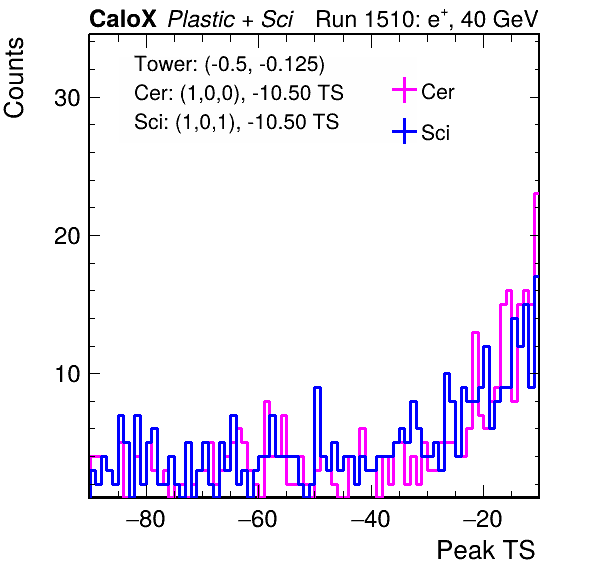 CaloX Plastic + Sci Run 1510: e+, 40 GeV
Counts
Tower: (-0.5, -0.125)
Cer: (1,0,0), -10.50 TS
Sci: (1,0,1), -10.50 TS
Cer
Sci
30
20
10
−80 −60 −40 −20
Peak TS